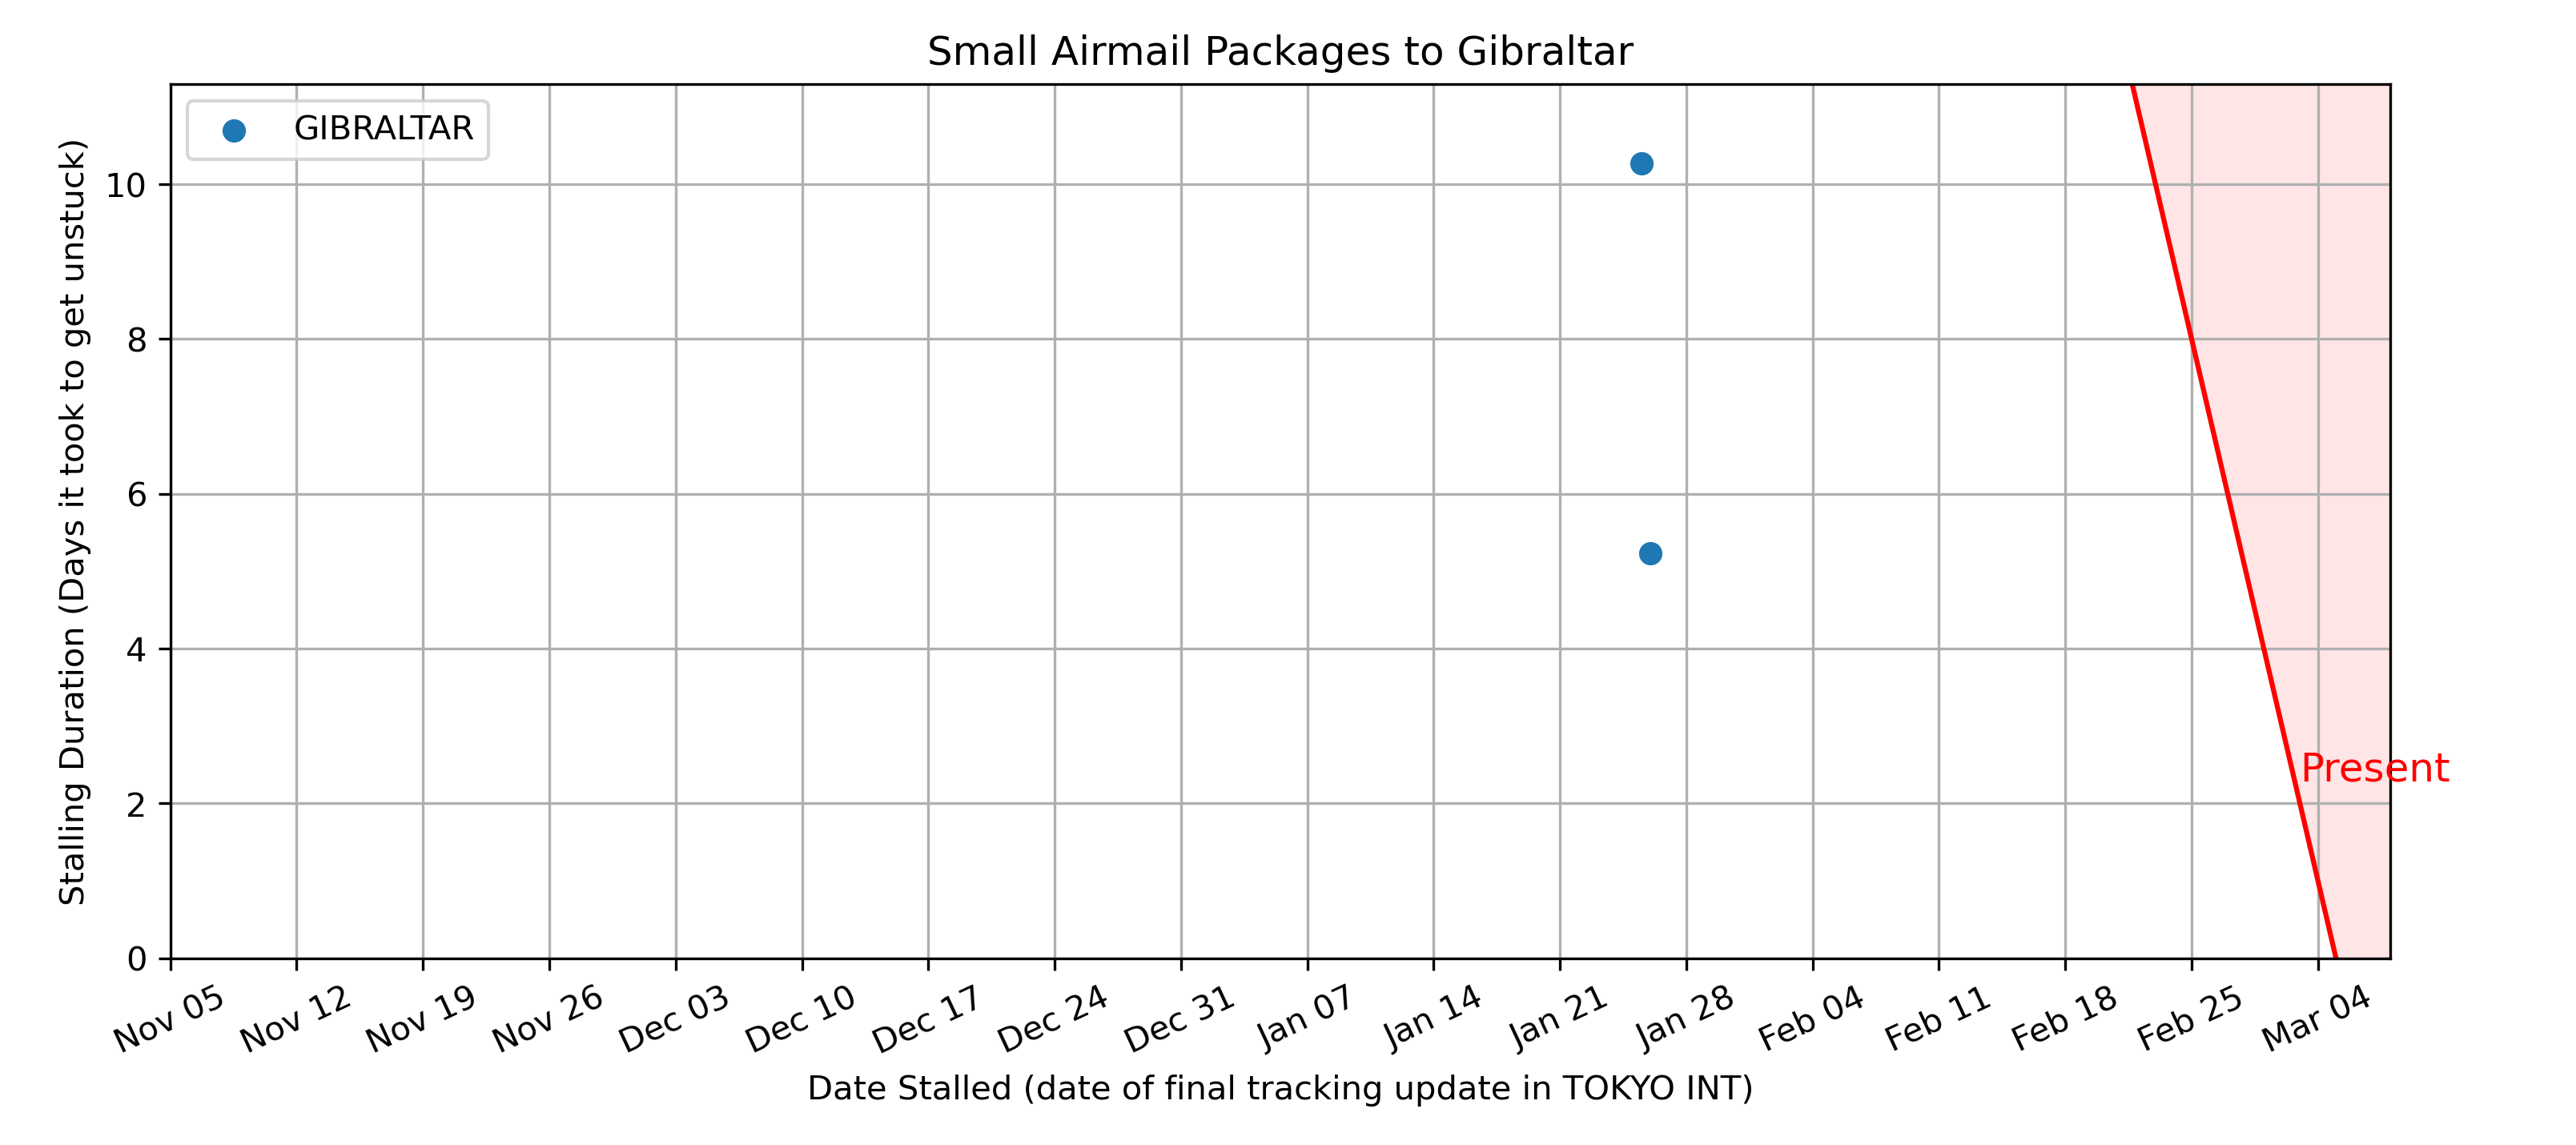 Small Airmail Packages to Gibraltar
GIBRALTAR
Stalling Duration (Days it took to get unstuck)
10
8
6
4
2
0
Present
Nov 05
Nov 12
Nov 19
Nov 26
Dec 03
Dec 10
Dec 17
Dec 24
Dec 31
Jan 07
Jan 14
Jan 21
Jan 28
Feb 04
Feb 11
Feb 18
Feb 25
Mar 04
Date Stalled (date of final tracking update in TOKYO INT)